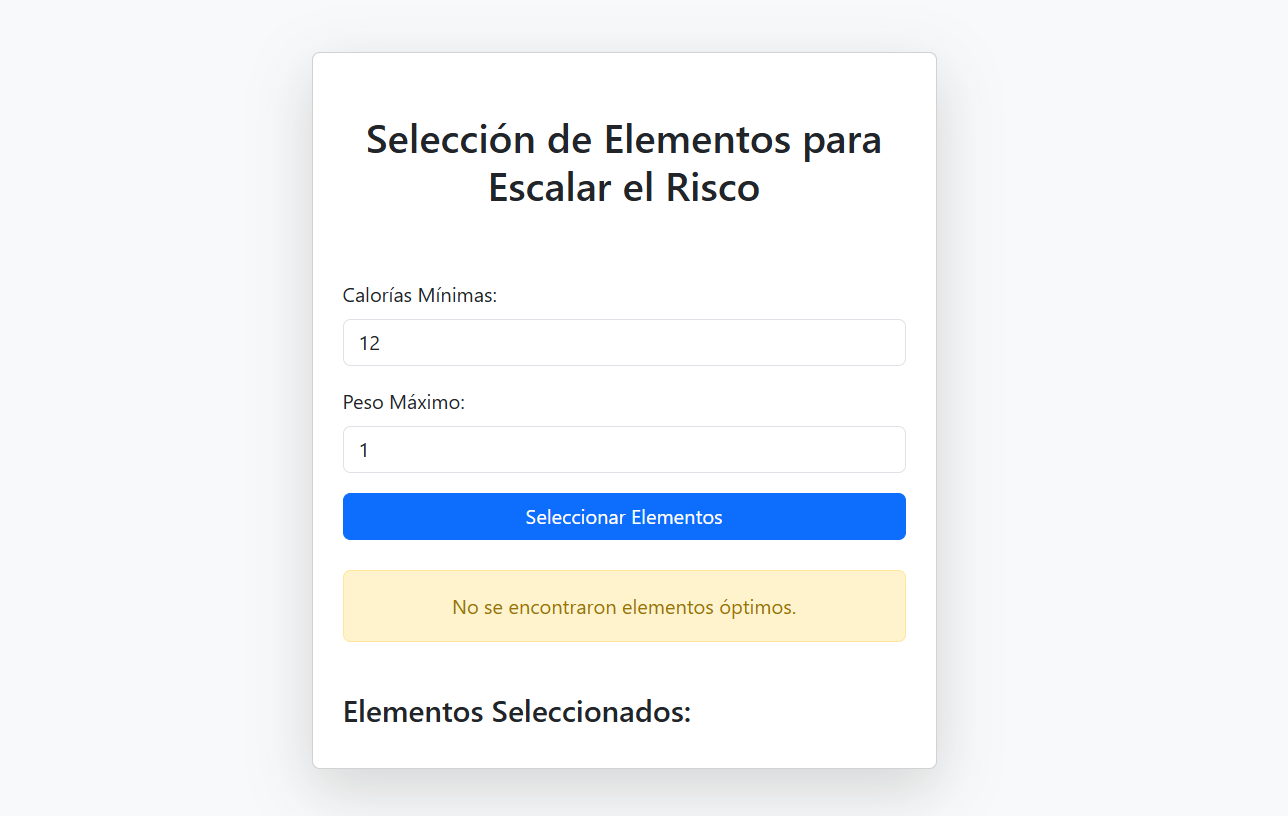 Selección de Elementos para
Escalar el Risco
Calorías Mínimas:
12
Peso Máximo:
1
Seleccionar Elementos
No se encontraron elementos óptimos.
Elementos Seleccionados: